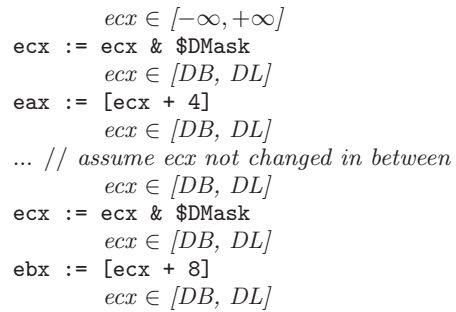 ecx ∈ [−∞, +∞]
ecx := ecx & $DMask
ecx ∈ [DB, DL]
eax := [ecx + 4]
ecx ∈ [DB, DL]
... // assume ecx not changed in between
ecx ∈ [DB, DL]
ecx := ecx & $DMask
ecx ∈ [DB, DL]
ebx := [ecx + 8]
ecx ∈ [DB, DL]